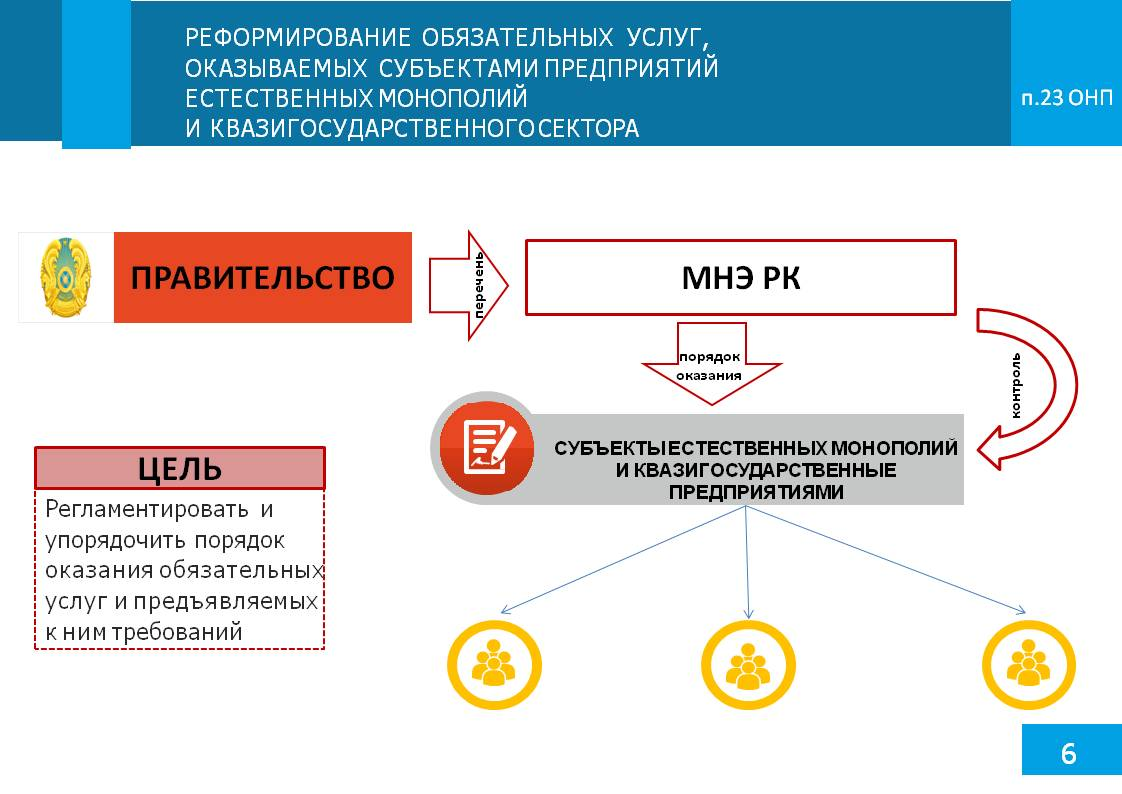 РЕФОРМИРОВАНИЕ ОБЯЗАТЕЛЬНЫХ УСЛУГ,
ОКАЗЫВАЕМЫХ СУБЪЕКТАМИ ПРЕДПРИЯТИЙ
ЕСТЕСТВЕННЫХ МОНОПОЛИЙ
И КВАЗИГОСУДАРСТВЕННОГО СЕКТОРА
п.23 ОНП
ПРАВИТЕЛЬСТВО
перечень
МНЭ РК
порядок
оказания
контроль
СУБЪЕКТЫ ЕСТЕСТВЕННЫХ МОНОПОЛИЙ
И КВАЗИГОСУДАРСТВЕННЫЕ
ПРЕДПРИЯТИЯМИ
ЦЕЛЬ
Регламентировать и
упорядочить порядок
оказания обязательных
услуг и предъявляемых
к ним требований
6